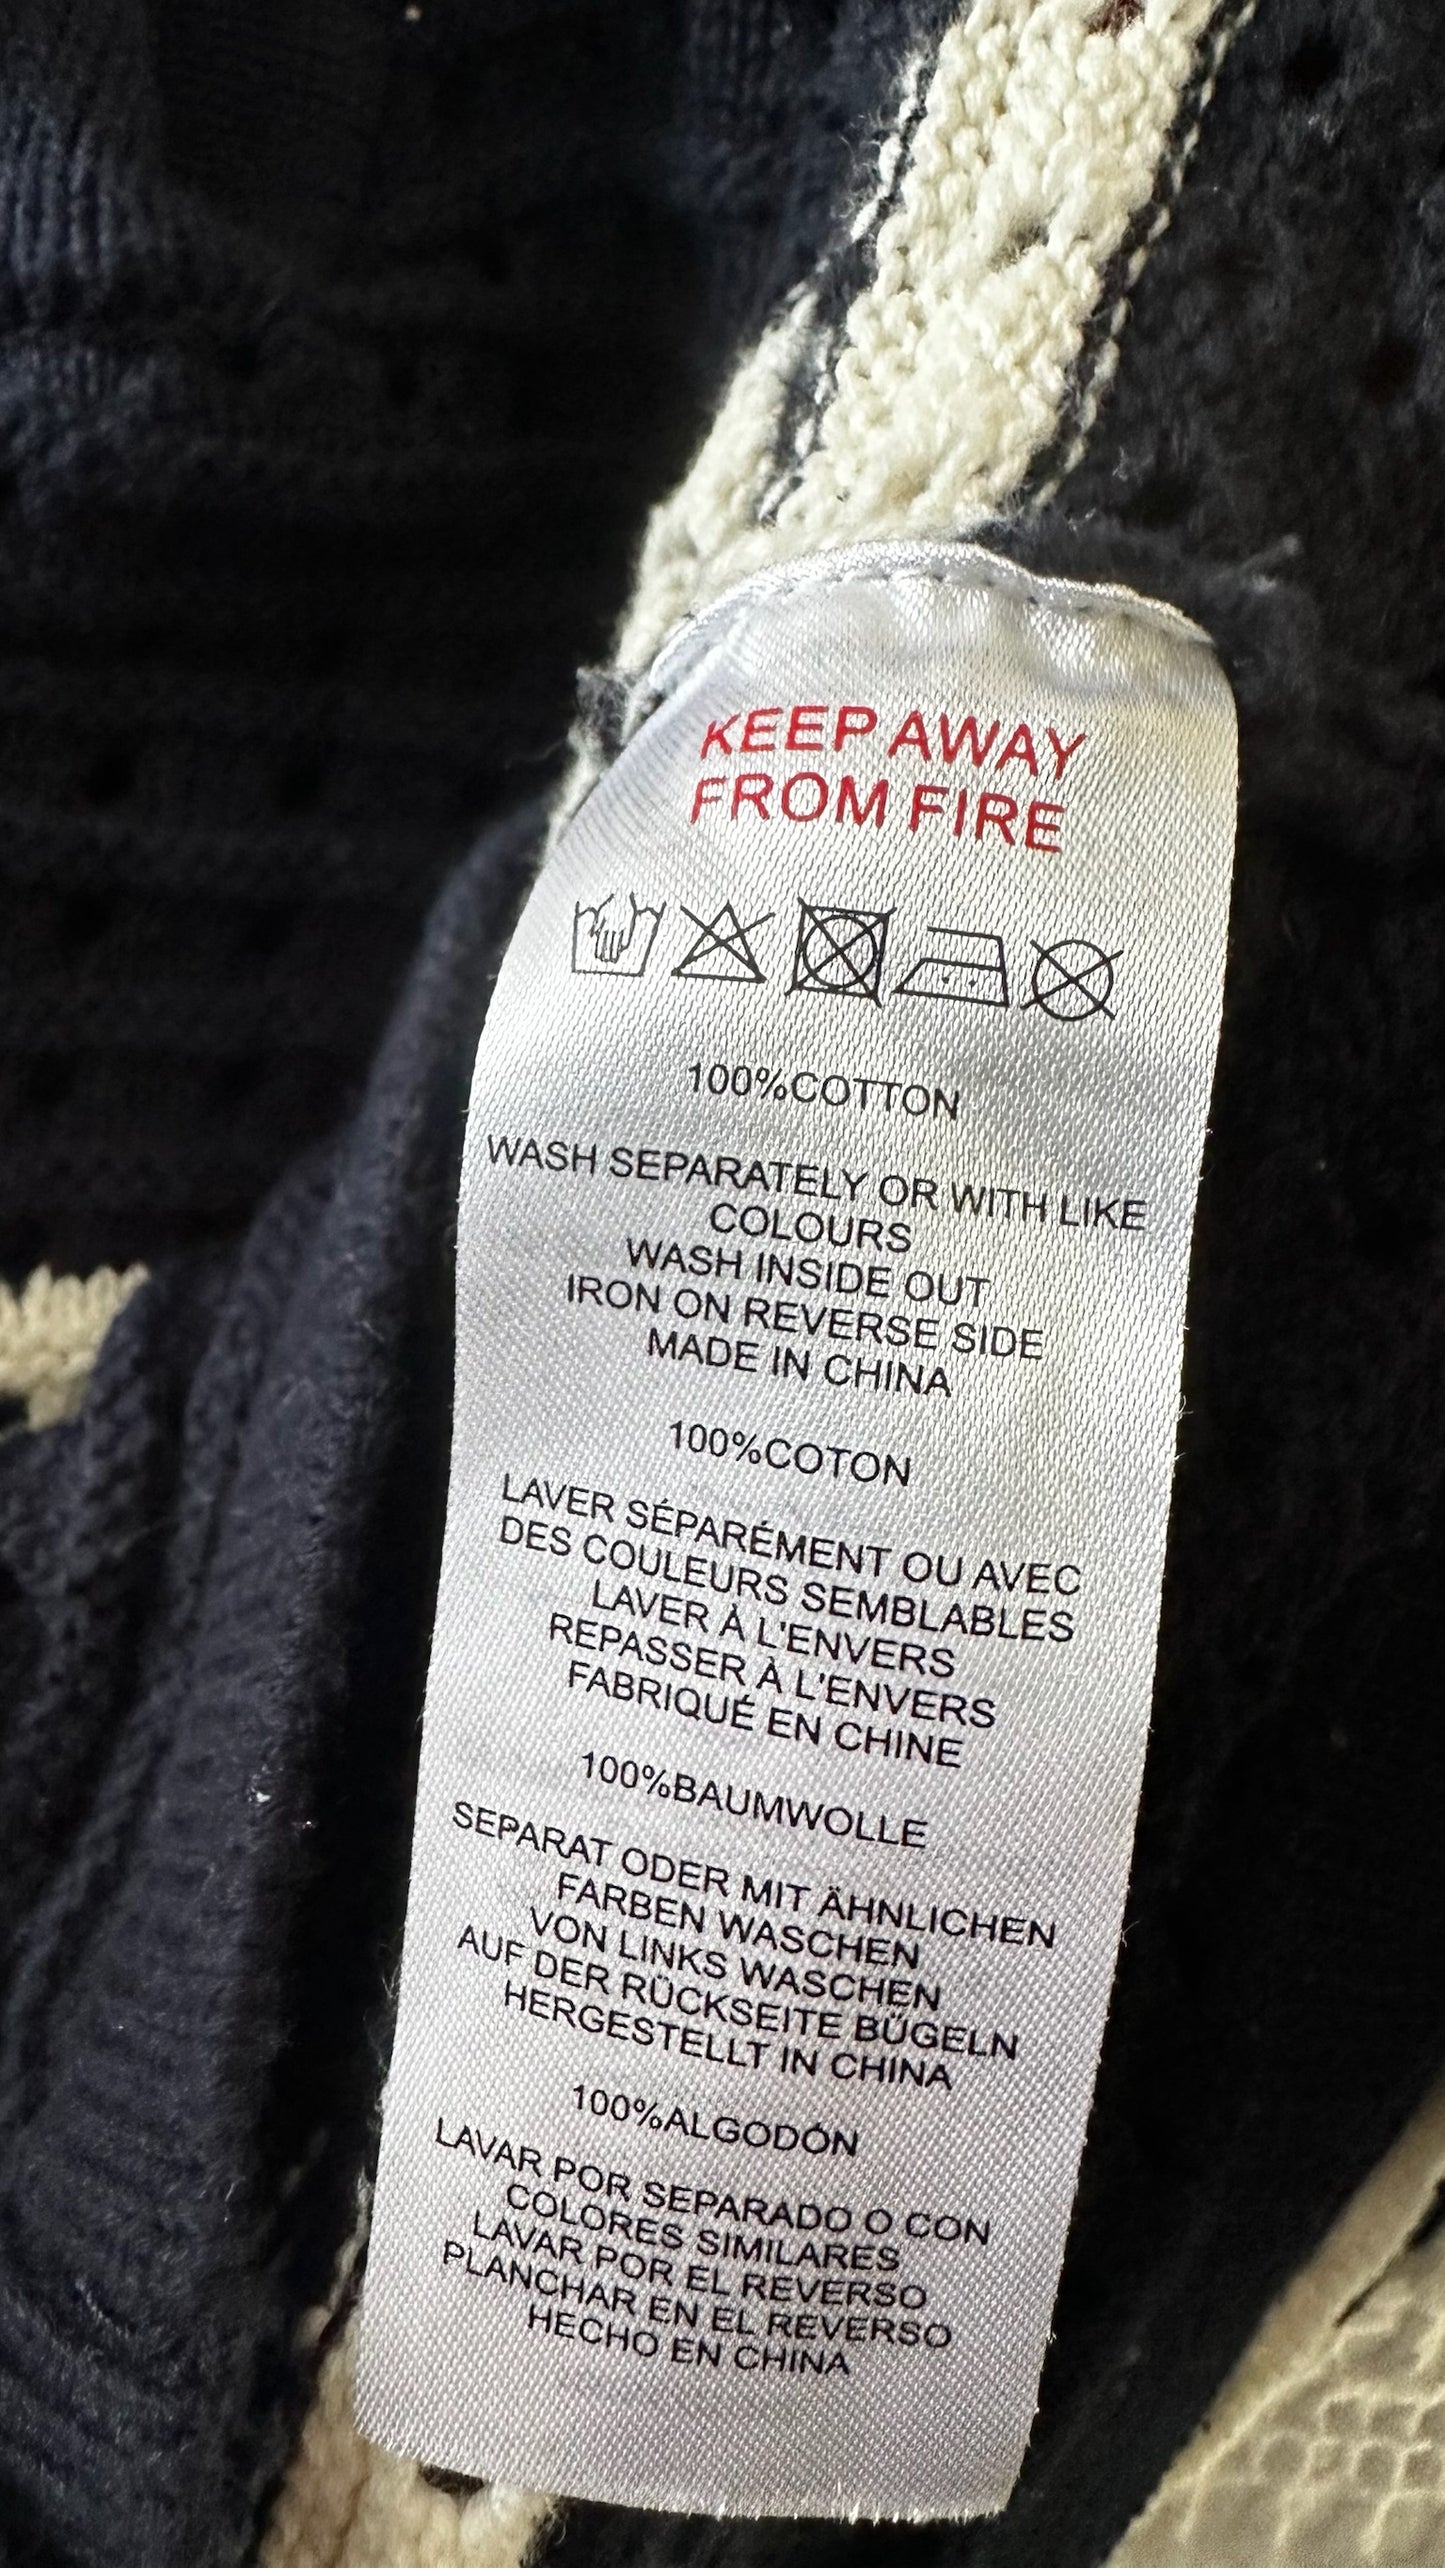 KEEP AWAY
FROM FIRE
100%COTTON
WASH SEPARATELY OR WITH LIKE
COLOURS
WASH INSIDE OUT
IRON ON REVERSE SIDE
MADE IN CHINA
100%COTON
LAVER SÉPARÉMENT OU AVEC
DES COULEURS SEMBLABLES
LAVER À L'ENVERS
REPASSER À L'ENVERS
FABRIQUÉ EN CHINE
100%BAUMWOLLE
SEPARAT ODER MIT ÄHNLICHEN
FARBEN WASCHEN
VON LINKS WASCHEN
AUF DER RÜCKSEITE BÜGELN
HERGESTELLT IN CHINA
100%ALGODÓN
LAVAR POR SEPARADO O CON
COLORES SIMILARES
LAVAR POR EL REVERSO
PLANCHAR EN EL REVERSO
HECHO EN CHINA